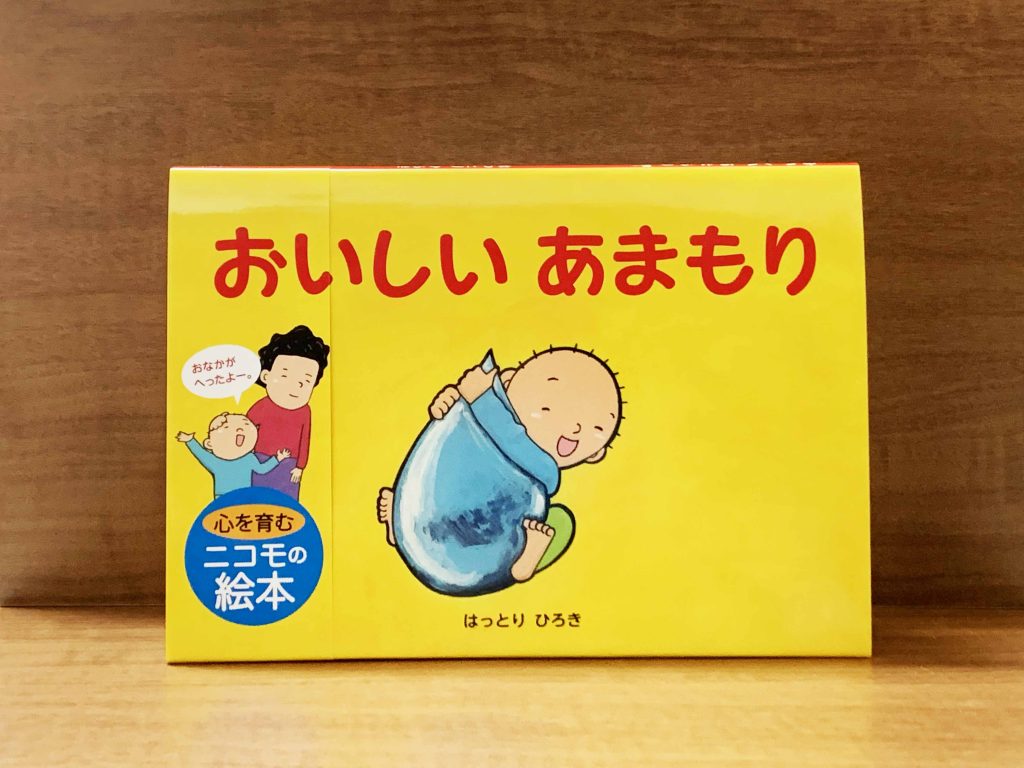 おいしい あまもり
おなかが
へったよー。
心を育む
ニコモの
絵本
はっとり ひろき